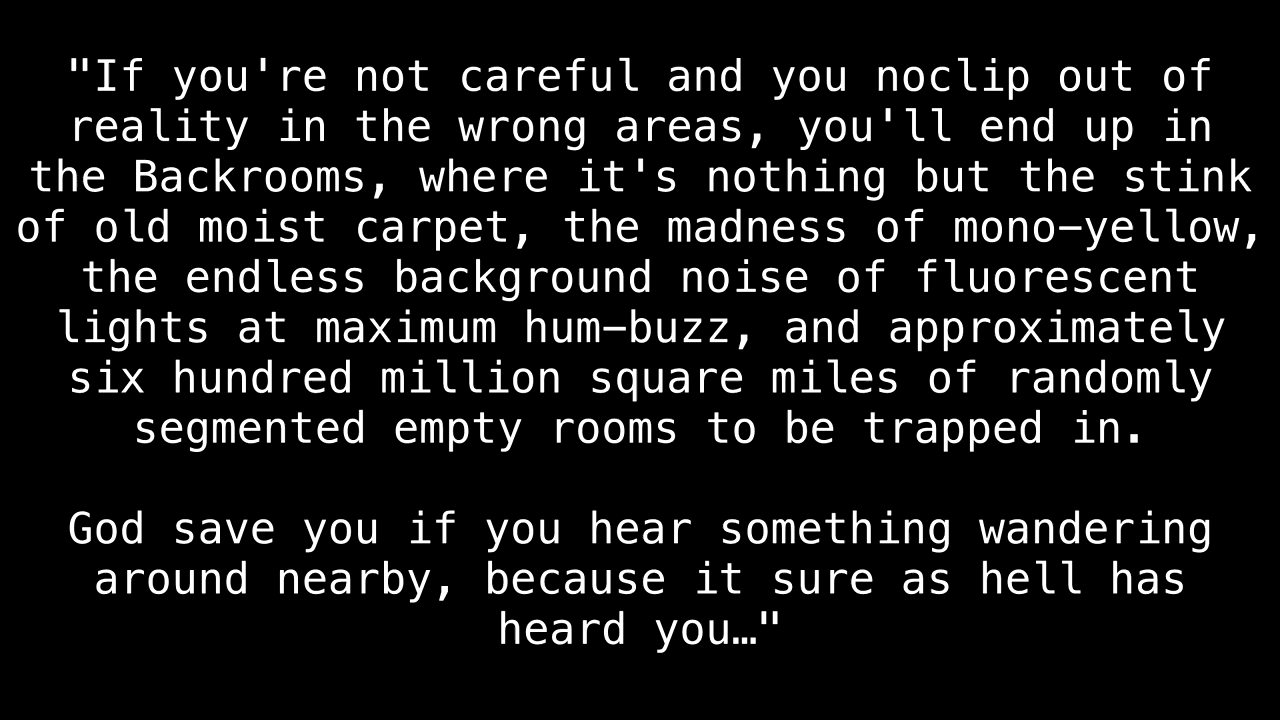 "If you're not careful and you noclip out of
reality in the wrong areas, you'll end up in
the Backrooms, where it's nothing but the stink
of old moist carpet, the madness of mono-yellow,
the endless background noise of fluorescent
lights at maximum hum-buzz, and approximately
six hundred million square miles of randomly
segmented empty rooms to be trapped in.
God save you if you hear something wandering
around nearby, because it sure as hell has
heard you…"